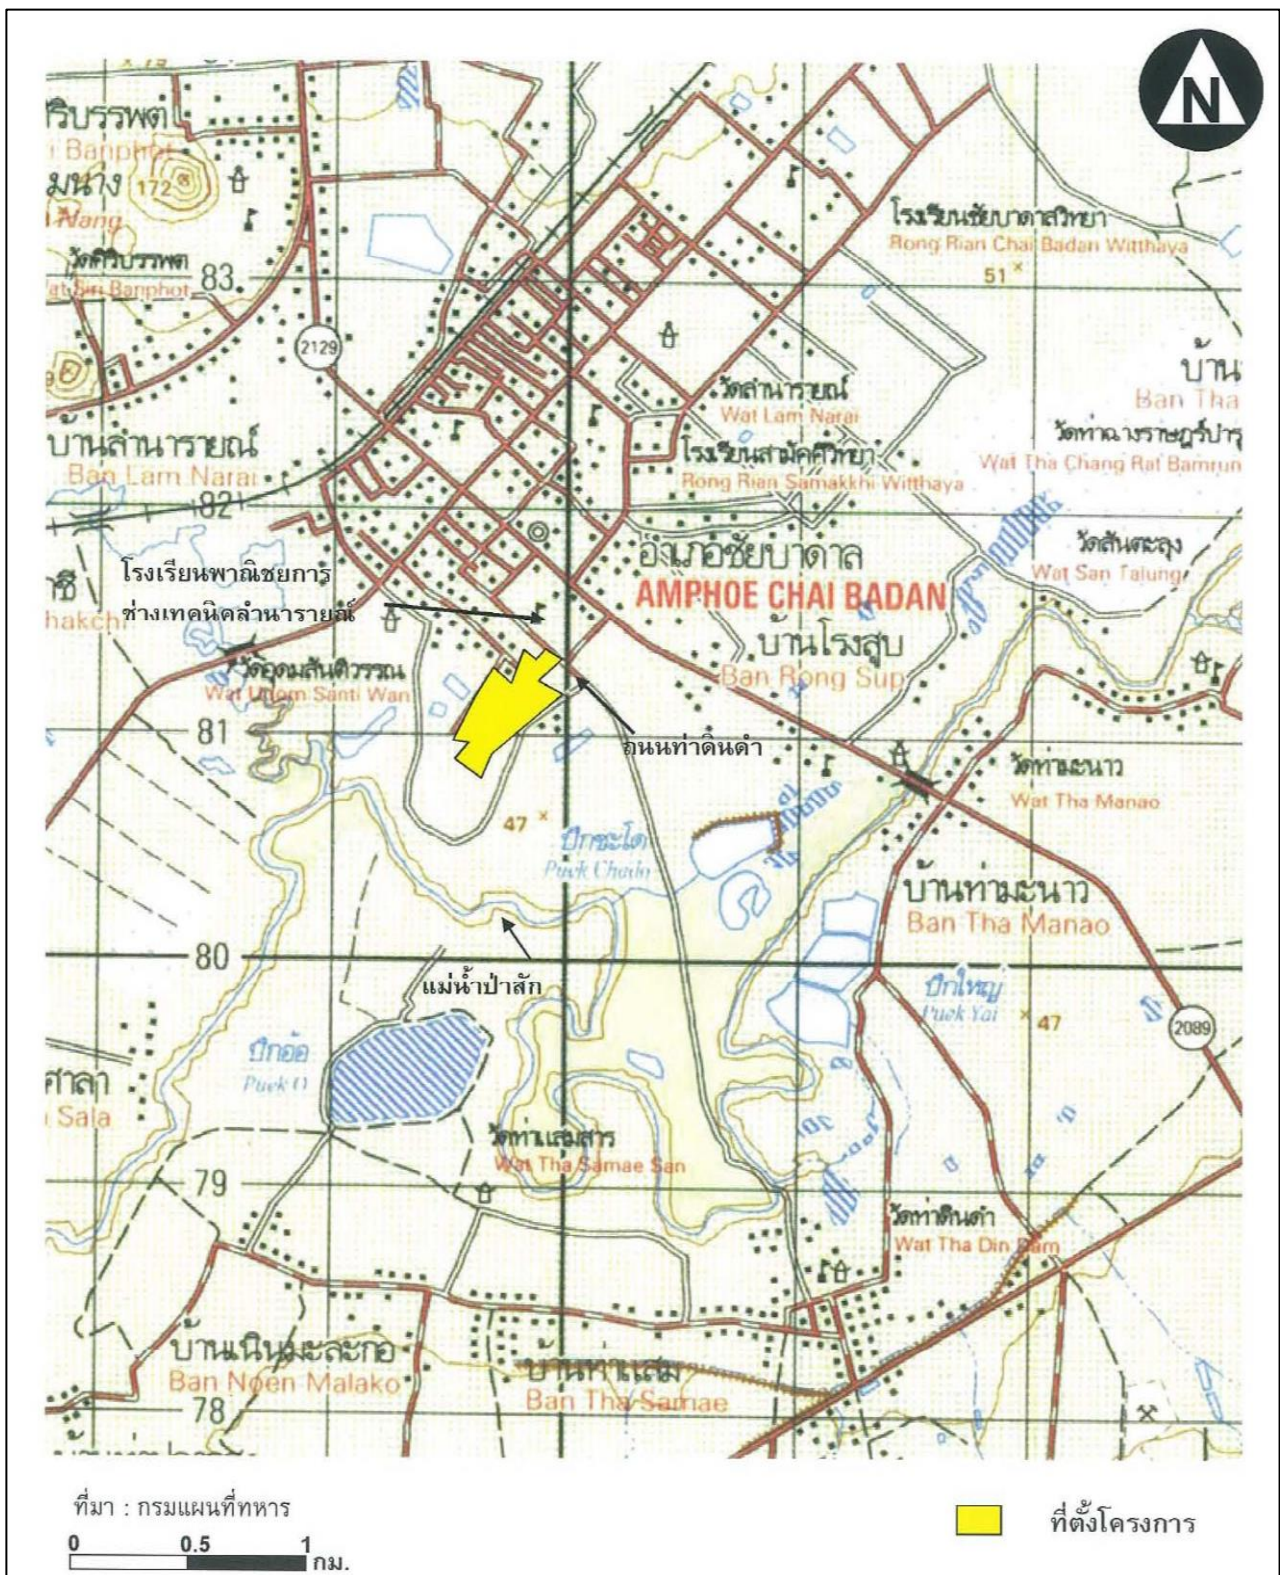 N
ริบรรพต
i Banphot
172
มนาง
Nang
วัดศิริบรรพต
at Siri Banphot
83
2129
โรงเรียนชัยบาดาลวิทยา
Rong Rian Chai Badan Witthaya
51
บ้าน
Ban Tha
วัดลำนารายณ์
Wat Lam Narai
วัดท่าฉางราษฎร์บำรุ
Wat Tha Chang Rat Bamrun
บ้านลำนารายณ์
Ban Lam Narai
โรงเรียนสามัคคีวิทยา
Rong Rian Samakkhi Witthaya
82
อำเภอชัยบาดาล
AMPHOE CHAI BADAN
วัดสันตะลุง
Wat San Talung
โรงเรียนพาณิชยการ
ช่างเทคนิคลำนารายณ์
hakchi
บ้านโรงสูบ
Ban Rong Sup
วัดอุดมสันติวรรณ
Wat Udom Santi Wan
81
ถนนท่าดินดำ
วัดท่ามะนาว
Wat Tha Manao
47
ปึกชะโด
Puek Chado
บ้านท่ามะนาว
Ban Tha Manao
80
แม่น้ำป่าสัก
ปึกใหญ่
Puek Yai
47
2089
ปึกอ้อ
Puek O
ศาลา
Sala
วัดท่าแสมสาร
Wat Tha Samae San
79
วัดท่าดินดำ
Wat Tha Din Dam
บ้านเนินมะละกอ
Ban Noen Malako
บ้านท่าแสม
Ban Tha Samae
78
ที่มา : กรมแผนที่ทหาร
0 0.5 1
กม.
ที่ตั้งโครงการ